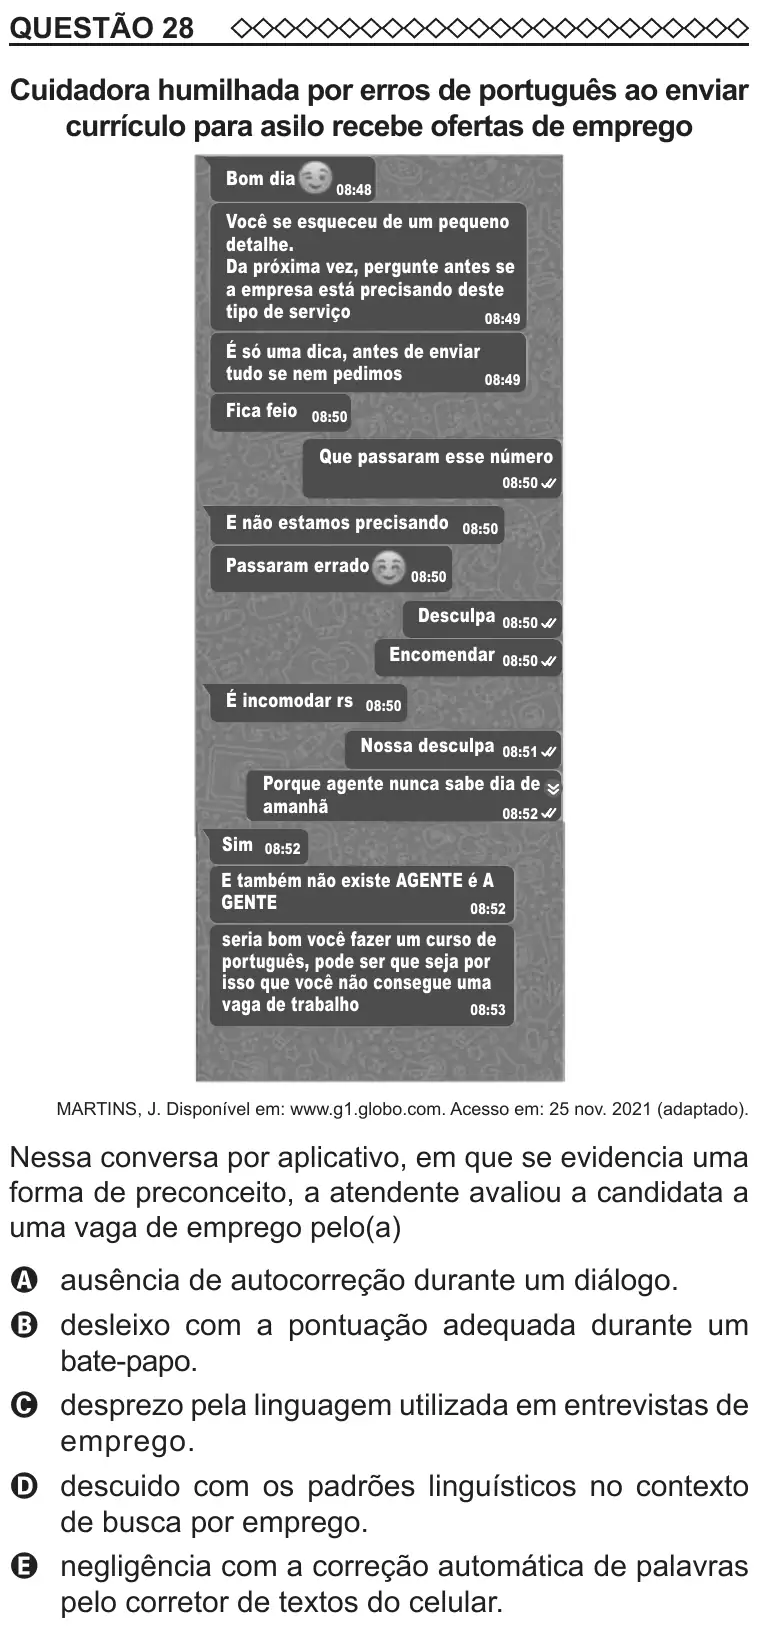 QUESTÃO 28
Cuidadora humilhada por erros de português ao enviar
currículo para asilo recebe ofertas de emprego
Bom dia 08:48
Você se esqueceu de um pequeno
detalhe.
Da próxima vez, pergunte antes se
a empresa está precisando deste
tipo de serviço 08:49
É só uma dica, antes de enviar
tudo se nem pedimos 08:49
Fica feio 08:50
Que passaram esse número
08:50
E não estamos precisando 08:50
Passaram errado 08:50
Desculpa 08:50
Encomendar 08:50
É incomodar rs 08:50
Nossa desculpa 08:51
Porque agente nunca sabe dia de
amanhã 08:52
Sim 08:52
E também não existe AGENTE é A
GENTE 08:52
seria bom você fazer um curso de
português, pode ser que seja por
isso que você não consegue uma
vaga de trabalho 08:53
MARTINS, J. Disponível em: www.g1.globo.com. Acesso em: 25 nov. 2021 (adaptado).
Nessa conversa por aplicativo, em que se evidencia uma
forma de preconceito, a atendente avaliou a candidata a
uma vaga de emprego pelo(a)
A ausência de autocorreção durante um diálogo.
B desleixo com a pontuação adequada durante um
bate-papo.
C desprezo pela linguagem utilizada em entrevistas de
emprego.
D descuido com os padrões linguísticos no contexto
de busca por emprego.
E negligência com a correção automática de palavras
pelo corretor de textos do celular.